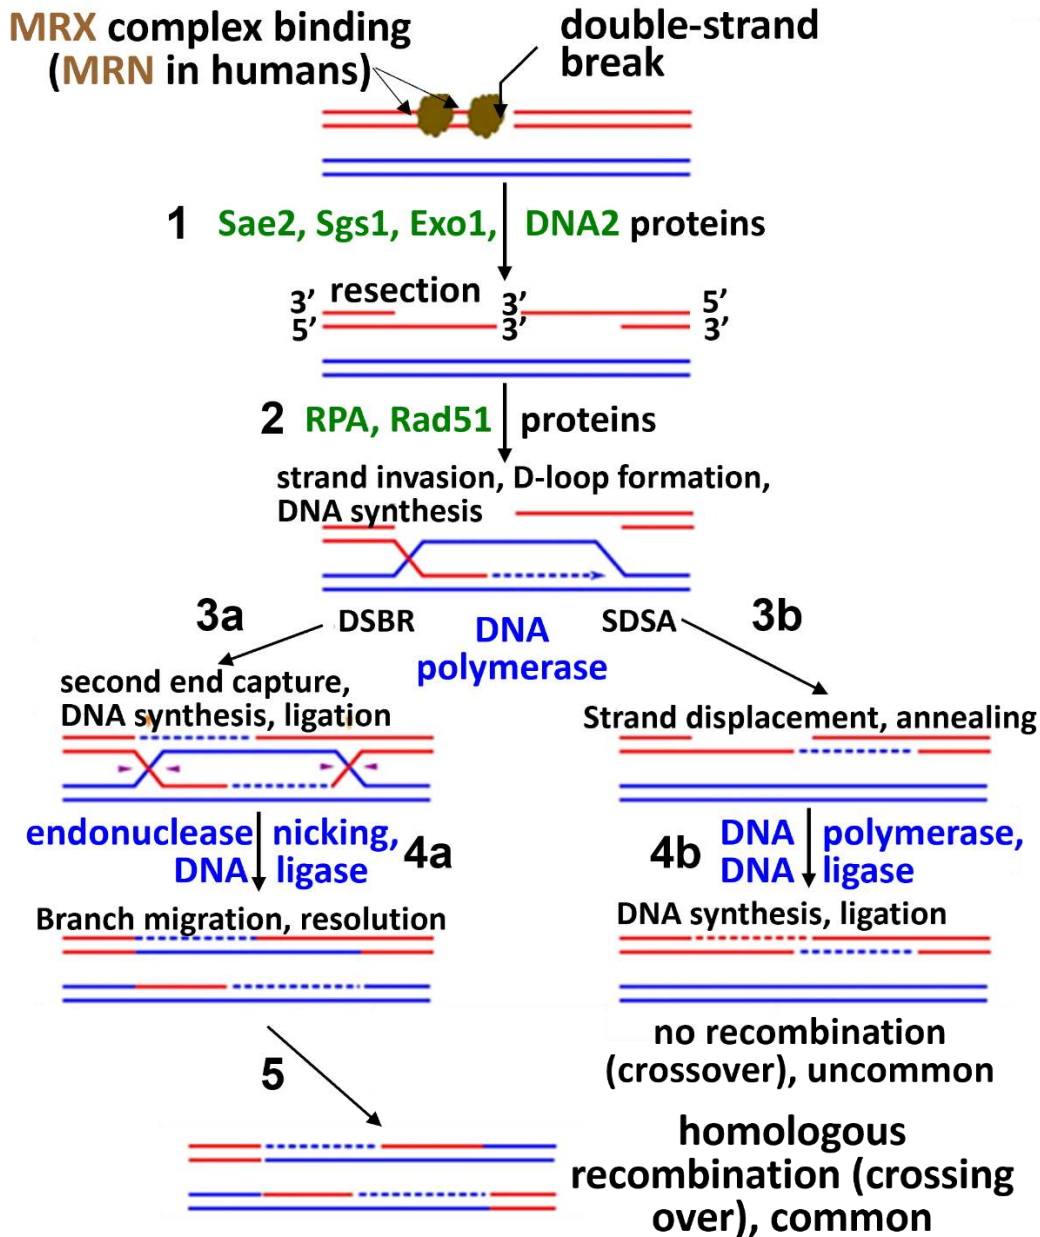 MRX complex binding
(MRN in humans)
double-strand
break
1 Sae2, Sgs1, Exo1, DNA2 proteins
3’ resection 3’ 5’
5’ 3’ 3’
2 RPA, Rad51 proteins
strand invasion, D-loop formation,
DNA synthesis
3a DSBR DNA SDSA 3b
polymerase
second end capture,
DNA synthesis, ligation
Strand displacement, annealing
endonuclease nicking,
DNA ligase 4a
4b DNA polymerase,
DNA ligase
Branch migration, resolution
DNA synthesis, ligation
no recombination
(crossover), uncommon
5
homologous
recombination (crossing
over), common